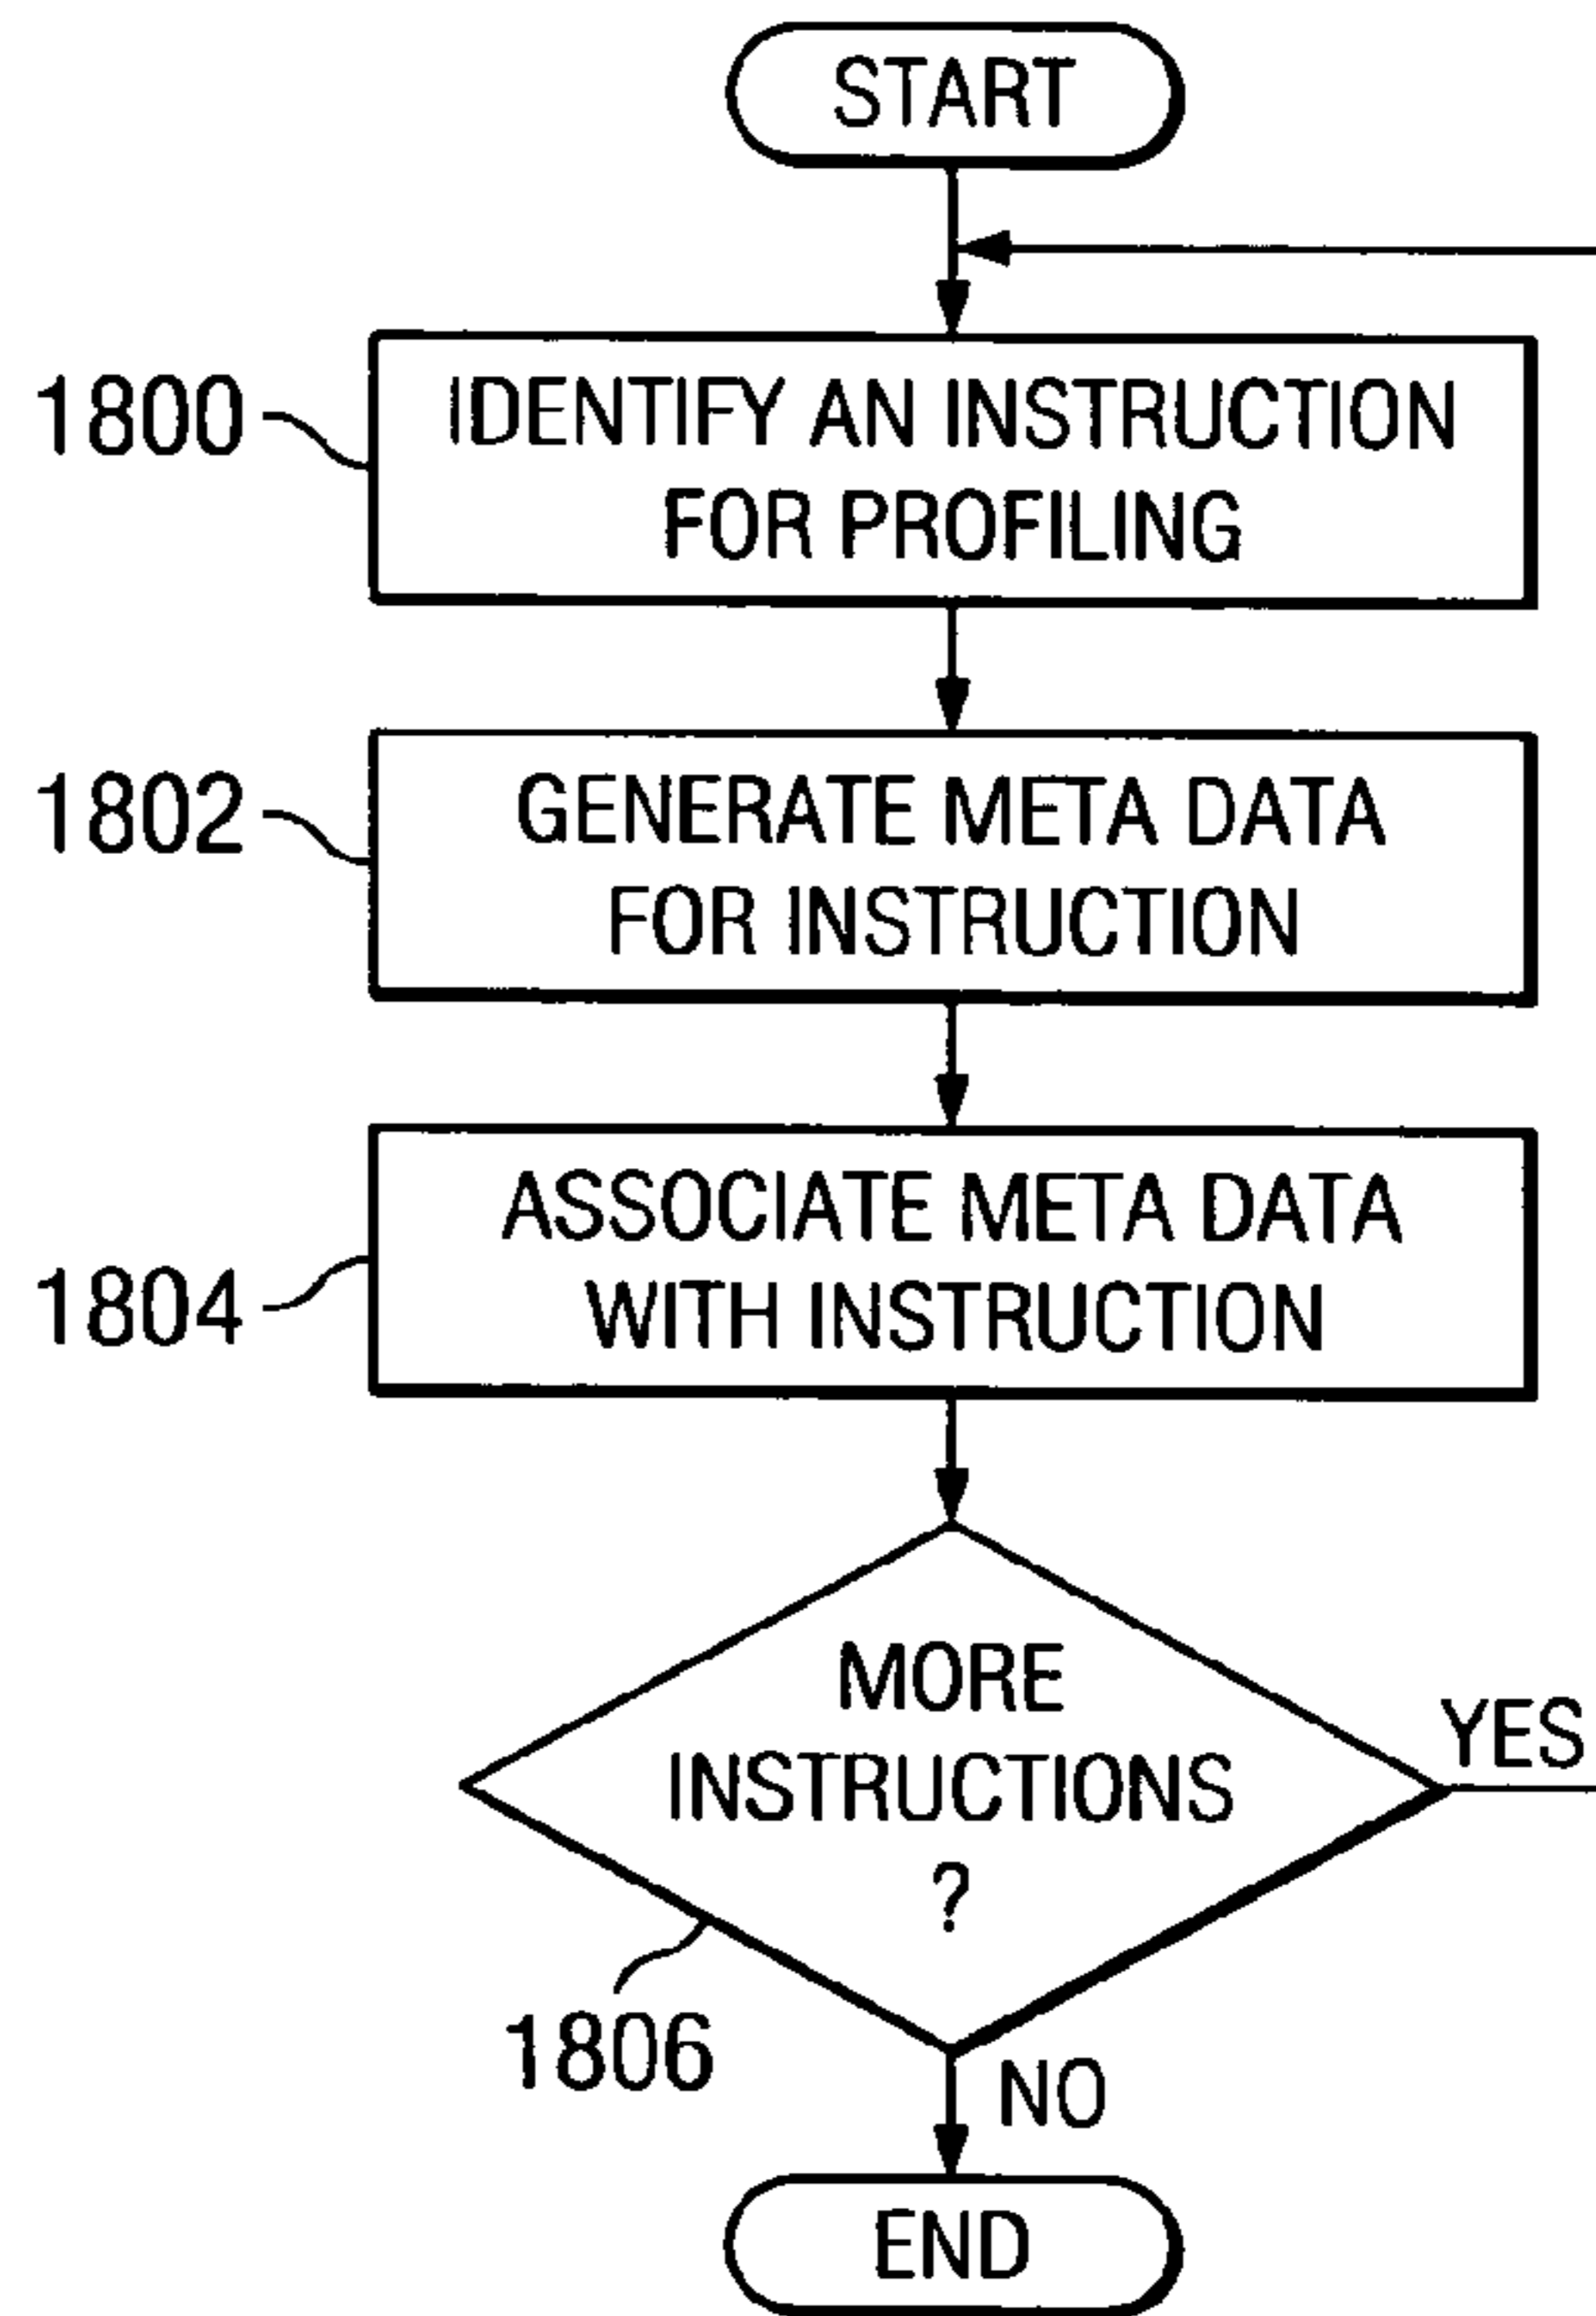 START
1800
IDENTIFY AN INSTRUCTION
FOR PROFILING
1802
GENERATE META DATA
FOR INSTRUCTION
1804
ASSOCIATE META DATA
WITH INSTRUCTION
MORE
INSTRUCTIONS
?
YES
1806
NO
END